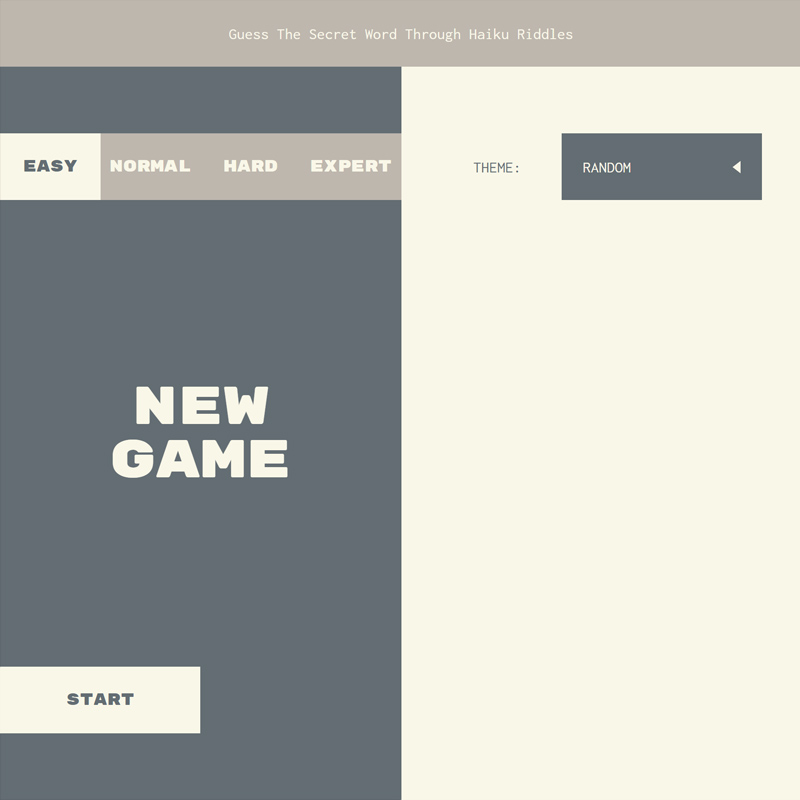 Guess The Secret Word Through Haiku Riddles
EASY NORMAL HARD EXPERT
THEME: RANDOM
NEW
GAME
START